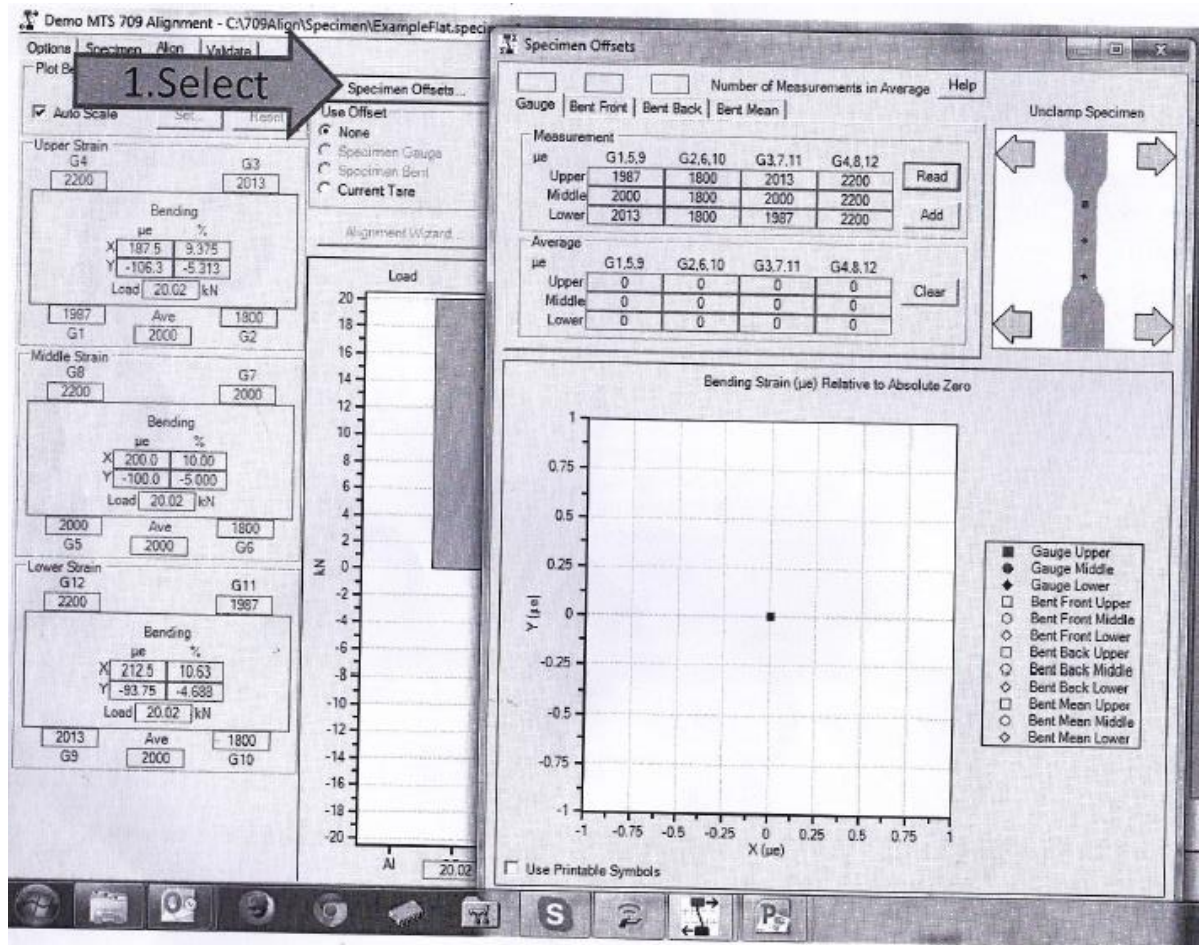 Demo MTS 709 Alignment - C:\709Align\Specimen\ExampleFlat.speci
Options Specimen Align Validate
Plot Be
1.Select
Auto Scale Set... Reset
Specimen Offsets...
Use Offset
None
Specimen Gauge
Specimen Bent
Current Tare
Alignment Wizard...
Upper Strain
G4 G3
2200 2013
Bending
µe %
X 187.5 9.375
Y -106.3 -5.313
Load 20.02 kN
1987 Ave 1800
G1 2000 G2
Middle Strain
G8 G7
2200 2000
Bending
µe %
X 200.0 10.00
Y -100.0 -5.000
Load 20.02 kN
2000 Ave 1800
G5 2000 G6
Lower Strain
G12 G11
2200 1987
Bending
µe %
X 212.5 10.63
Y -93.75 -4.688
Load 20.02 kN
2013 Ave 1800
G9 2000 G10
Load
20
18
16
14
12
10
8
6
4
2
0
-2
-4
-6
-8
-10
-12
-14
-16
-18
-20
kN
AI
20.02
Specimen Offsets
Number of Measurements in Average Help
Gauge Bent Front Bent Back Bent Mean
Unclamp Specimen
Measurement
µe G1,5,9 G2,6,10 G3,7,11 G4,8,12
Upper 1987 1800 2013 2200 Read
Middle 2000 1800 2000 2200
Lower 2013 1800 1987 2200 Add
Average
µe G1,5,9 G2,6,10 G3,7,11 G4,8,12
Upper 0 0 0 0 Clear
Middle 0 0 0 0
Lower 0 0 0 0
Bending Strain (µe) Relative to Absolute Zero
1
0.75
0.5
0.25
0
-0.25
-0.5
-0.75
-1
Y (µe)
-1 -0.75 -0.5 -0.25 0 0.25 0.5 0.75 1
X (µe)
Gauge Upper
Gauge Middle
Gauge Lower
Bent Front Upper
Bent Front Middle
Bent Front Lower
Bent Back Upper
Bent Back Middle
Bent Back Lower
Bent Mean Upper
Bent Mean Middle
Bent Mean Lower
Use Printable Symbols